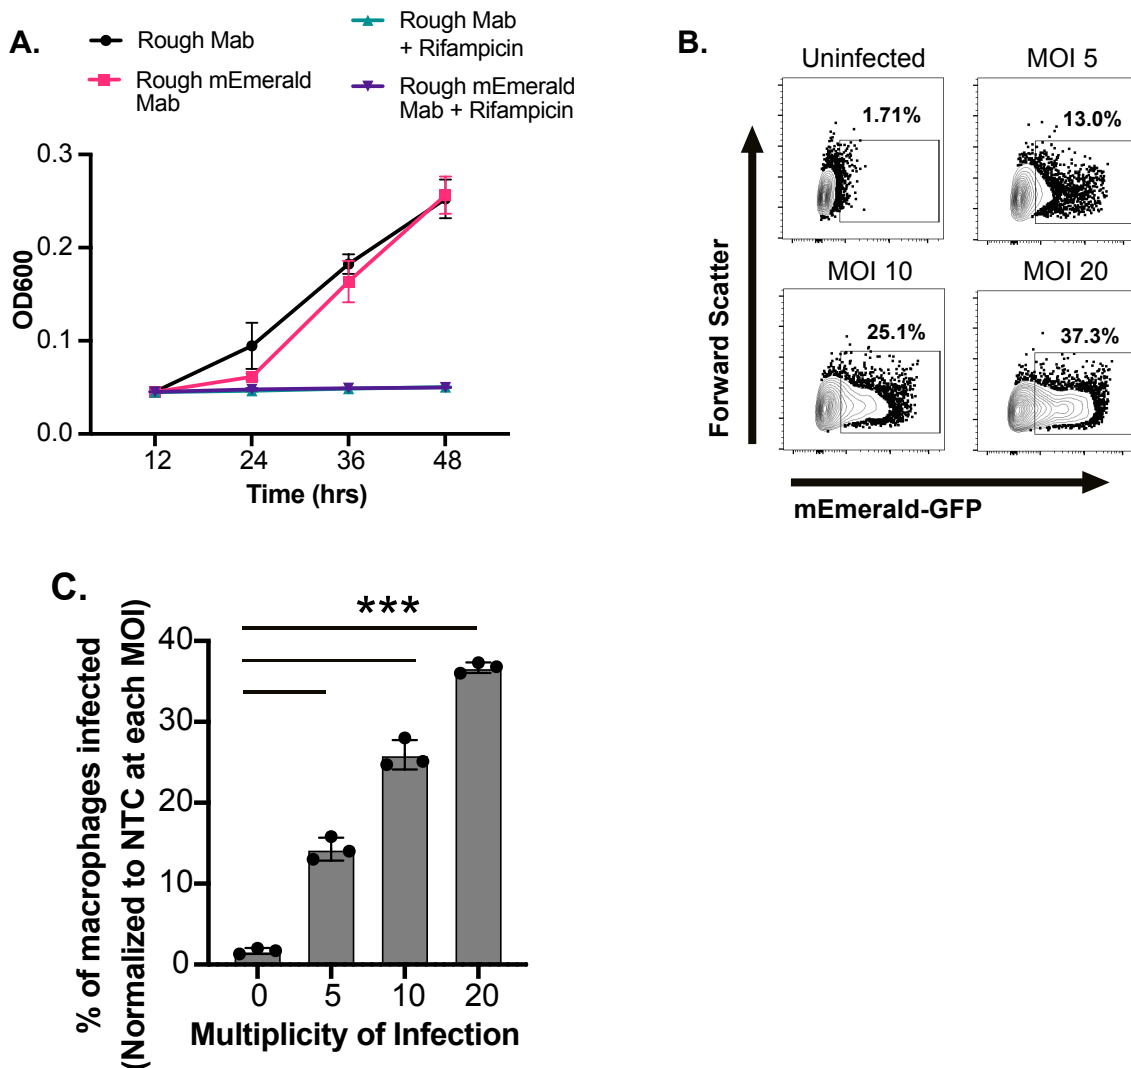 A.
Rough Mab
Rough mEmerald
Mab
Rough Mab
+ Rifampicin
Rough mEmerald
Mab + Rifampicin
0.3
0.2
0.1
0.0
OD600
12 24 36 48
Time (hrs)
B.
Uninfected
MOI 5
1.71%
13.0%
MOI 10
MOI 20
25.1%
37.3%
Forward Scatter
mEmerald-GFP
C.
% of macrophages infected
(Normalized to NTC at each MOI)
***
40
30
20
10
0
0 5 10 20
Multiplicity of Infection